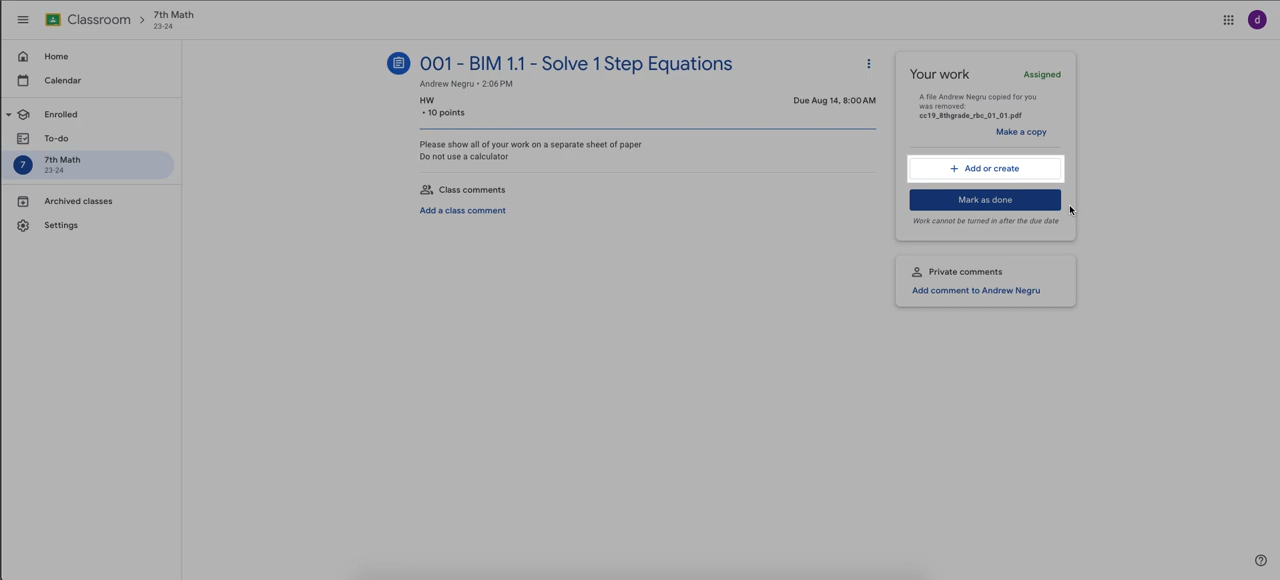 Classroom
7th Math
23-24
d
Home
Calendar
Enrolled
To-do
7
7th Math
23-24
Archived classes
Settings
001 - BIM 1.1 - Solve 1 Step Equations
Andrew Negru • 2:06 PM
HW
• 10 points
Due Aug 14, 8:00 AM
Please show all of your work on a separate sheet of paper
Do not use a calculator
Class comments
Add a class comment
Your work
Assigned
A file Andrew Negru copied for you
was removed:
cc19_8thgrade_rbc_01_01.pdf
Make a copy
+ Add or create
Mark as done
Work cannot be turned in after the due date
Private comments
Add comment to Andrew Negru